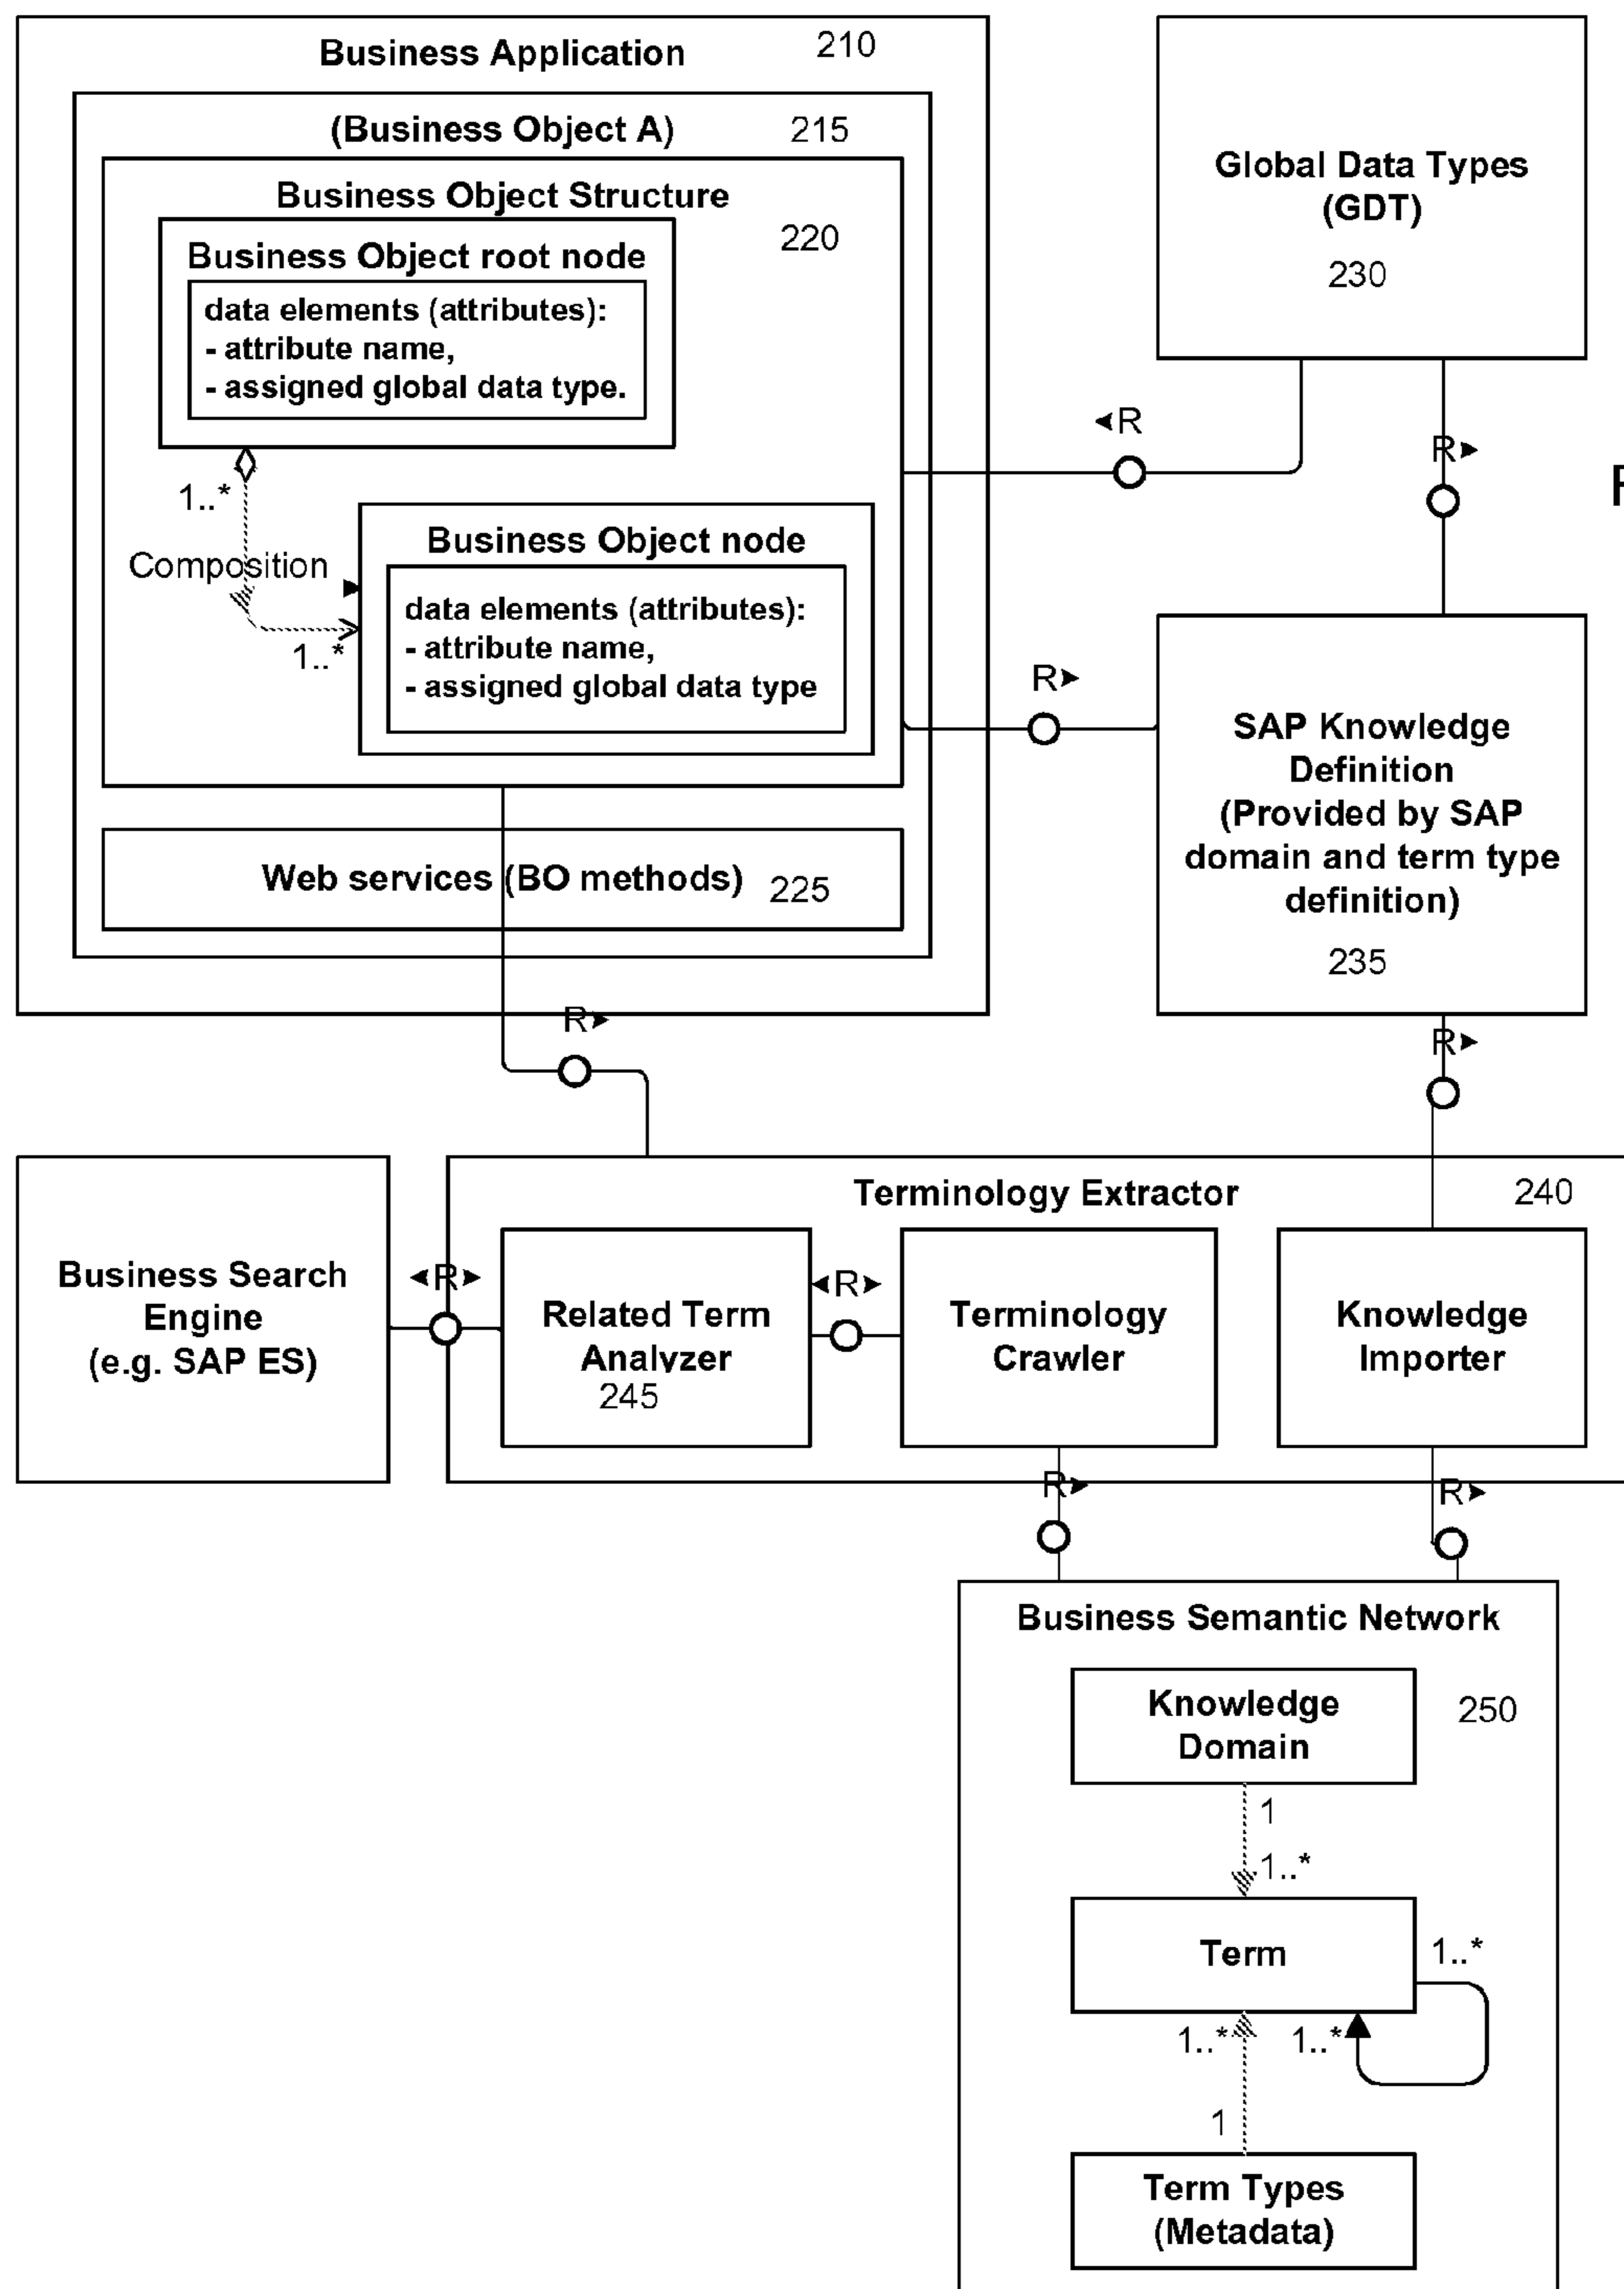 Business Application 210
(Business Object A) 215
Business Object Structure
220
Business Object root node
data elements (attributes):
- attribute name,
- assigned global data type.
1..*
Composition
1..*
Business Object node
data elements (attributes):
- attribute name,
- assigned global data type
Web services (BO methods) 225
Global Data Types
(GDT)
230
R
R
F
R
SAP Knowledge
Definition
(Provided by SAP
domain and term type
definition)
235
R
R
Business Search
Engine
(e.g. SAP ES)
R
Terminology Extractor 240
Related Term
Analyzer
245
R
Terminology
Crawler
Knowledge
Importer
R
R
Business Semantic Network
Knowledge
Domain
250
1
1..*
Term
1..*
1..* 1..*
1
Term Types
(Metadata)